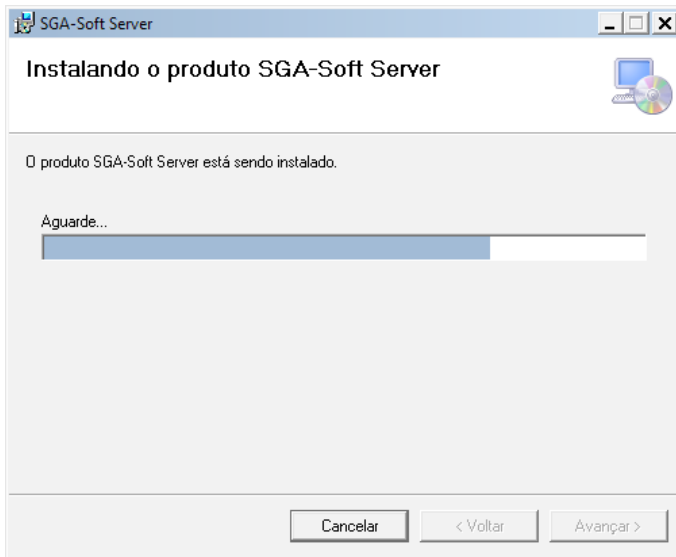 SGA-Soft Server
Instalando o produto SGA-Soft Server
O produto SGA-Soft Server está sendo instalado.
Aguarde...
Cancelar
< Voltar
Avançar >